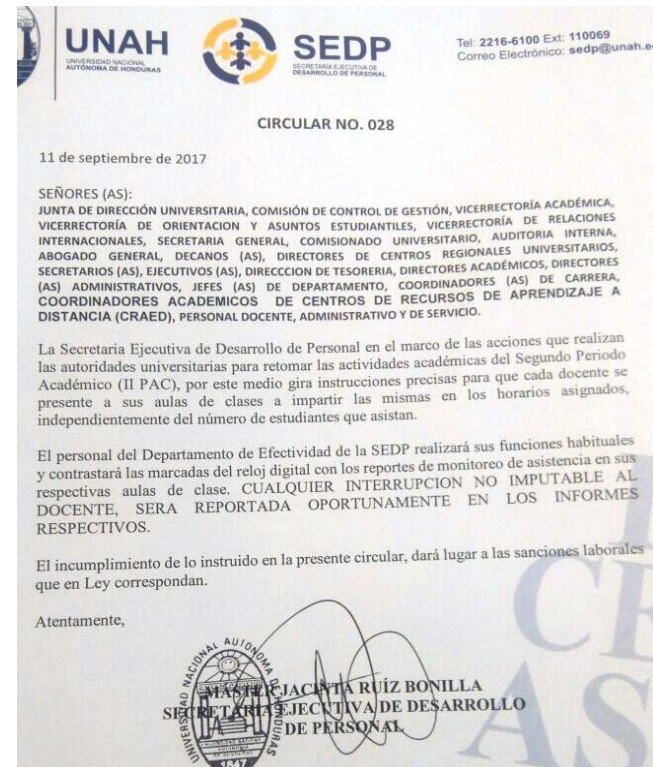 UNAH
UNIVERSIDAD NACIONAL
AUTÓNOMA DE HONDURAS
SEDP
SECRETARIA EJECUTIVA DE
DESARROLLO DE PERSONAL
Tel: 2216-6100 Ext: 110069
Correo Electrónico: sedp@unah.e
CIRCULAR NO. 028
11 de septiembre de 2017
SEÑORES (AS):
JUNTA DE DIRECCIÓN UNIVERSITARIA, COMISIÓN DE CONTROL DE GESTIÓN, VICERRECTORÍA ACADÉMICA,
VICERRECTORÍA DE ORIENTACION Y ASUNTOS ESTUDIANTILES, VICERRECTORÍA DE RELACIONES
INTERNACIONALES, SECRETARIA GENERAL, COMISIONADO UNIVERSITARIO, AUDITORIA INTERNA,
ABOGADO GENERAL, DECANOS (AS), DIRECTORES DE CENTROS REGIONALES UNIVERSITARIOS,
SECRETARIOS (AS), EJECUTIVOS (AS), DIRECCCION DE TESORERIA, DIRECTORES ACADÉMICOS, DIRECTORES
(AS) ADMINISTRATIVOS, JEFES (AS) DE DEPARTAMENTO, COORDINADORES (AS) DE CARRERA,
COORDINADORES ACADEMICOS DE CENTROS DE RECURSOS DE APRENDIZAJE A
DISTANCIA (CRAED), PERSONAL DOCENTE, ADMINISTRATIVO Y DE SERVICIO.
La Secretaria Ejecutiva de Desarrollo de Personal en el marco de las acciones que realizan
las autoridades universitarias para retomar las actividades académicas del Segundo Periodo
Académico (II PAC), por este medio gira instrucciones precisas para que cada docente se
presente a sus aulas de clases a impartir las mismas en los horarios asignados,
independientemente del número de estudiantes que asistan.
El personal del Departamento de Efectividad de la SEDP realizará sus funciones habituales
y contrastará las marcadas del reloj digital con los reportes de monitoreo de asistencia en sus
respectivas aulas de clase. CUALQUIER INTERRUPCION NO IMPUTABLE AL
DOCENTE, SERA REPORTADA OPORTUNAMENTE EN LOS INFORMES
RESPECTIVOS.
El incumplimiento de lo instruido en la presente circular, dará lugar a las sanciones laborales
que en Ley correspondan.
Atentamente,
MASTER JACINTA RUÍZ BONILLA
SECRETARIA EJECUTIVA DE DESARROLLO
DE PERSONAL
UNIVERSIDAD NACIONAL AUTONOMA DE HONDURAS
1847
CE
AS